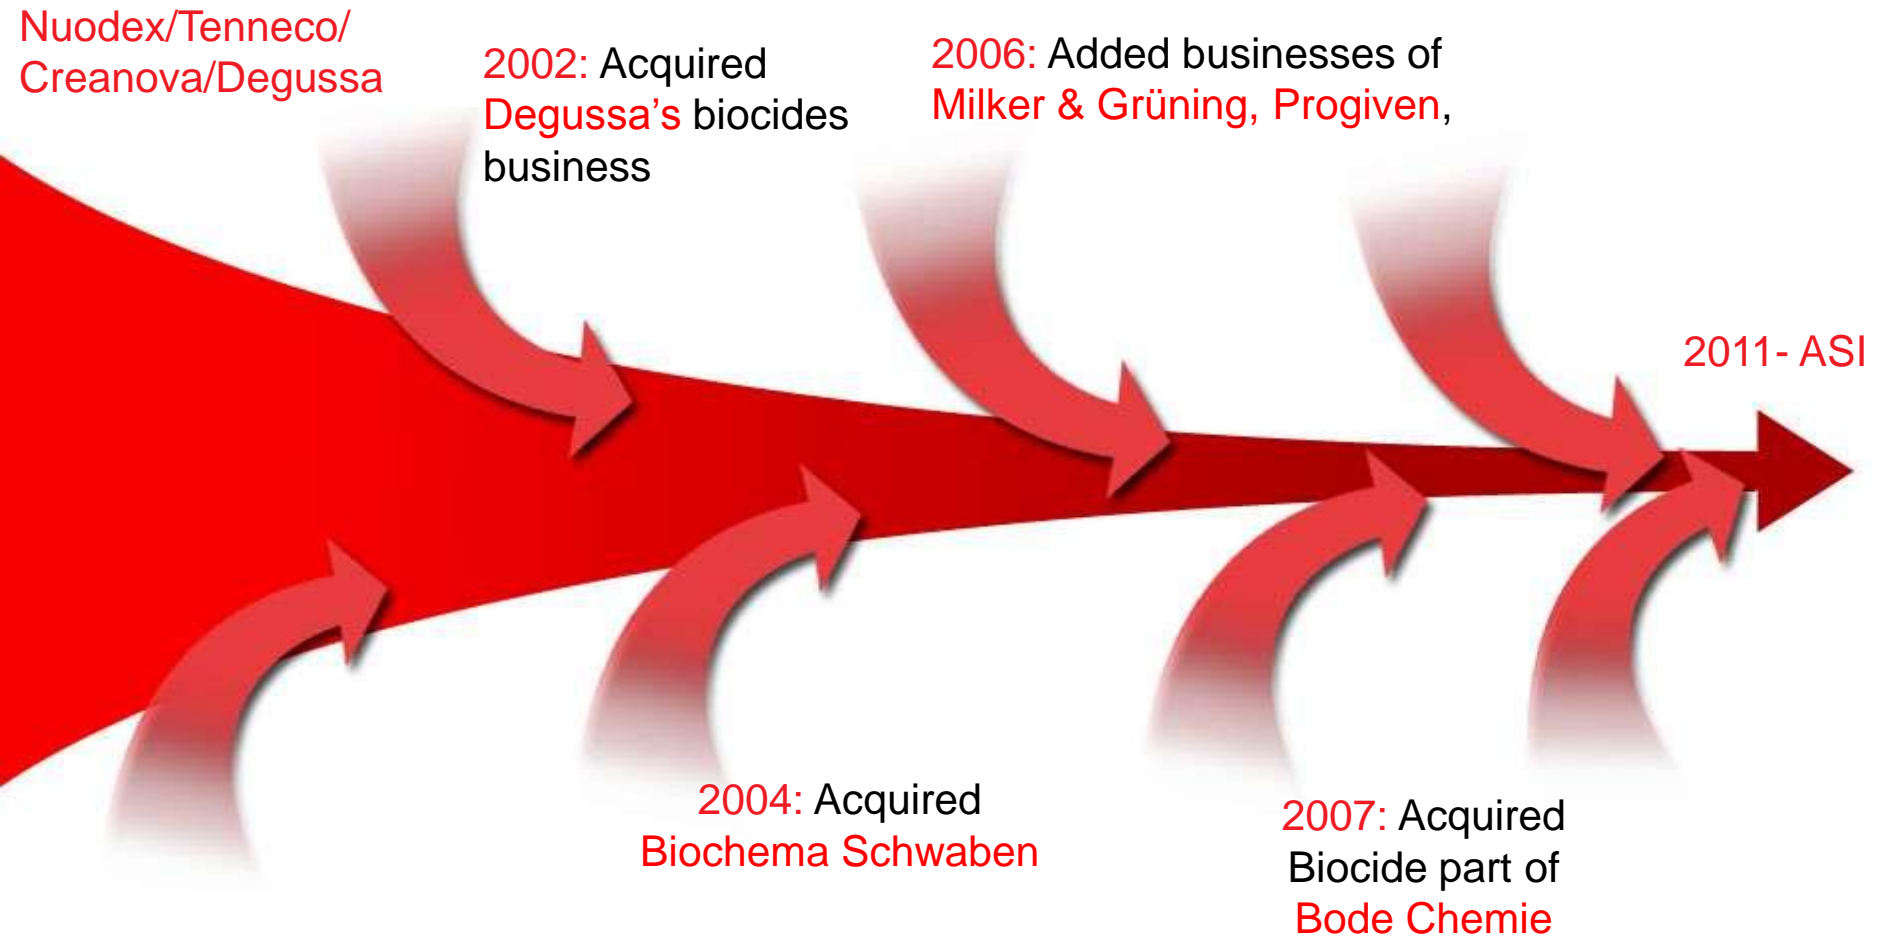 Nuodex/Tenneco/
Creanova/Degussa
2002: Acquired
Degussa’s biocides
business
2006: Added businesses of
Milker & Grüning, Progiven,
2011- ASI
2004: Acquired
Biochema Schwaben
2007: Acquired
Biocide part of
Bode Chemie